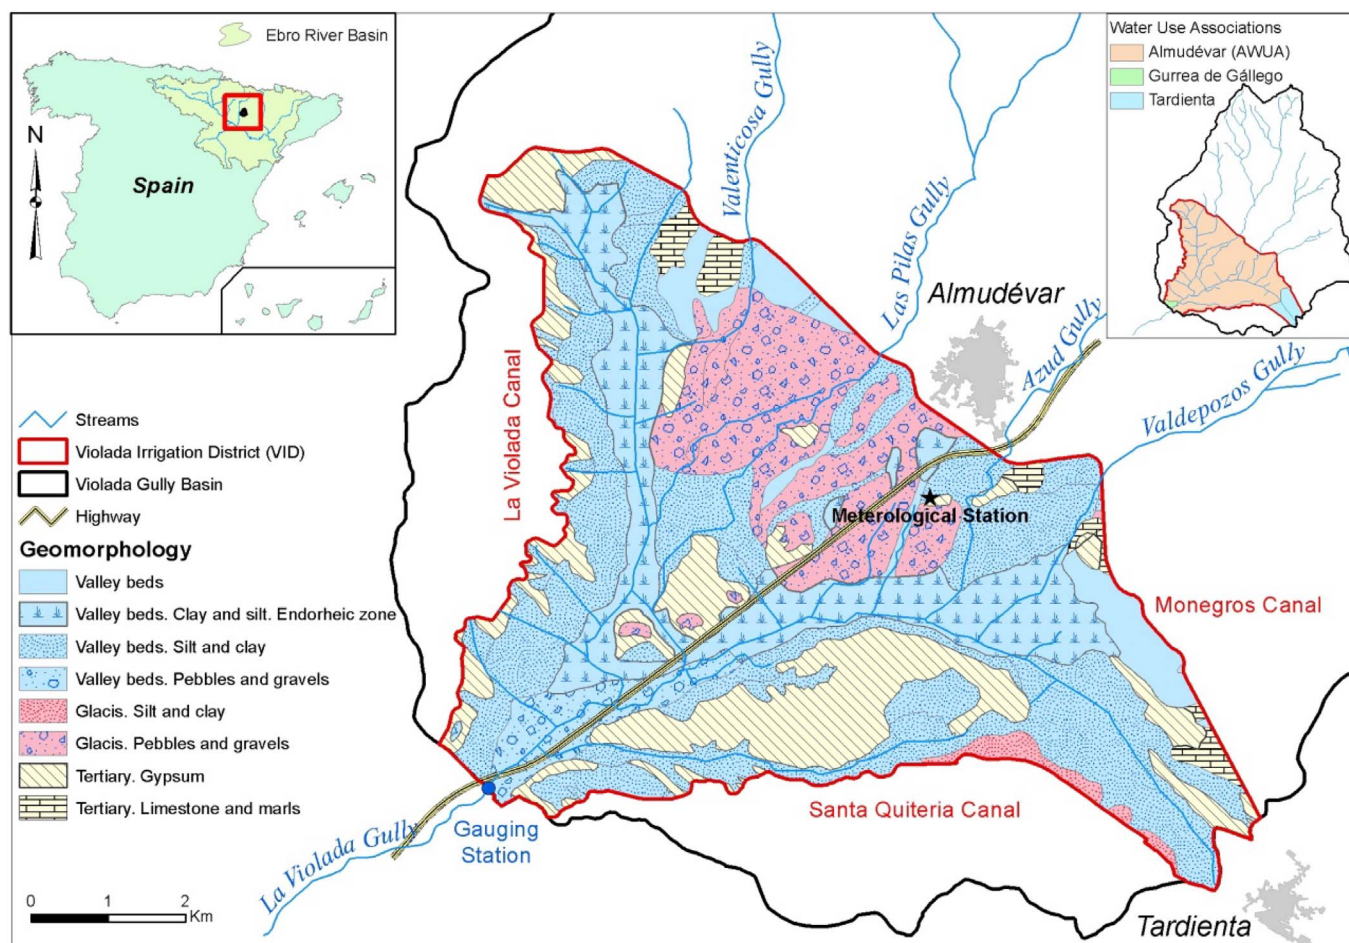 Ebro River Basin
N
Spain
Water Use Associations
Almudévar (AWUA)
Gurrea de Gállego
Tardienta
Valenticosa Gully
Las Pilas Gully
Almudévar
Azud Gully
Valdepozos Gully
La Violada Canal
Meterological Station
Monegros Canal
Santa Quiteria Canal
Gauging
Station
La Violada Gully
Tardienta
Streams
Violada Irrigation District (VID)
Violada Gully Basin
Highway
Geomorphology
Valley beds
Valley beds. Clay and silt. Endorheic zone
Valley beds. Silt and clay
Valley beds. Pebbles and gravels
Glacis. Silt and clay
Glacis. Pebbles and gravels
Tertiary. Gypsum
Tertiary. Limestone and marls
0 1 2
Km